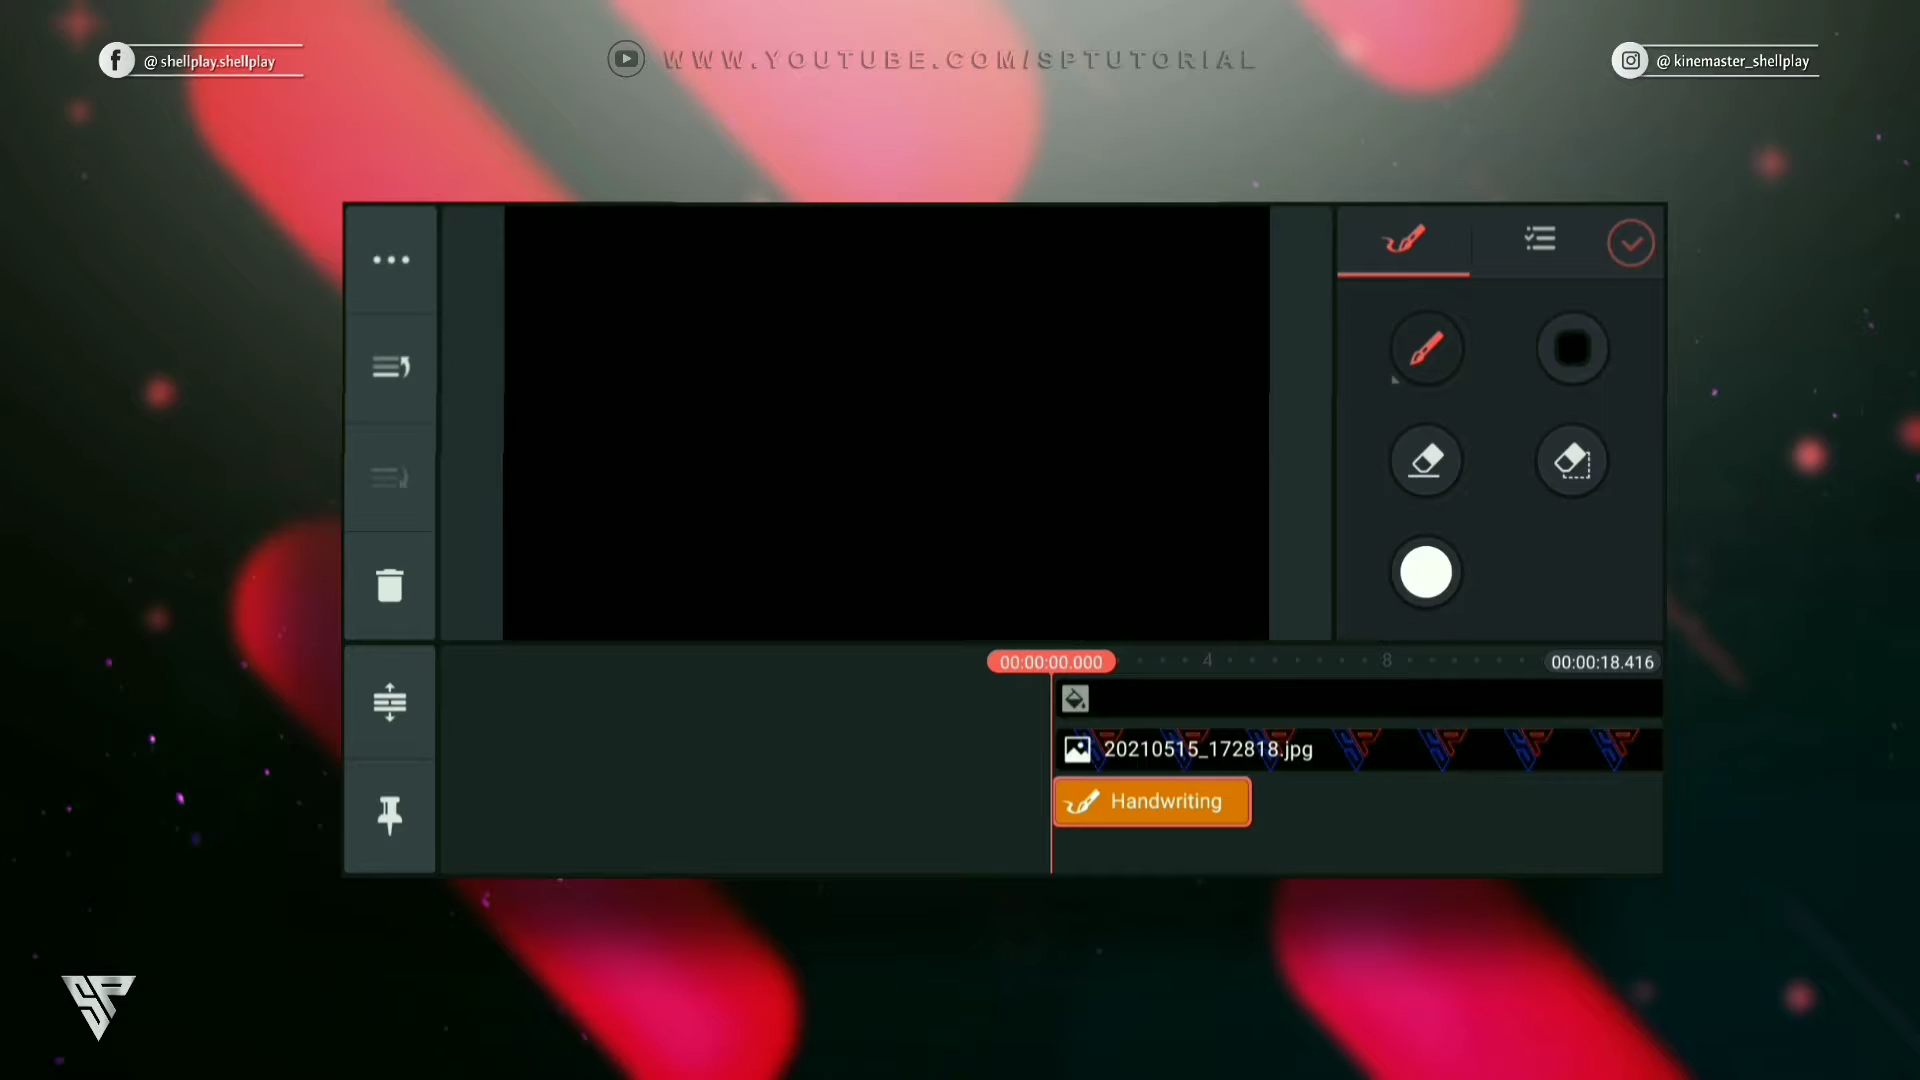 @ shellplay.shellplay
WWW.YOUTUBE.COM/SPTUTORIAL
@ kinemaster_shellplay
00:00:00.000
4
8
00:00:18.416
20210515_172818.jpg
Handwriting
SP